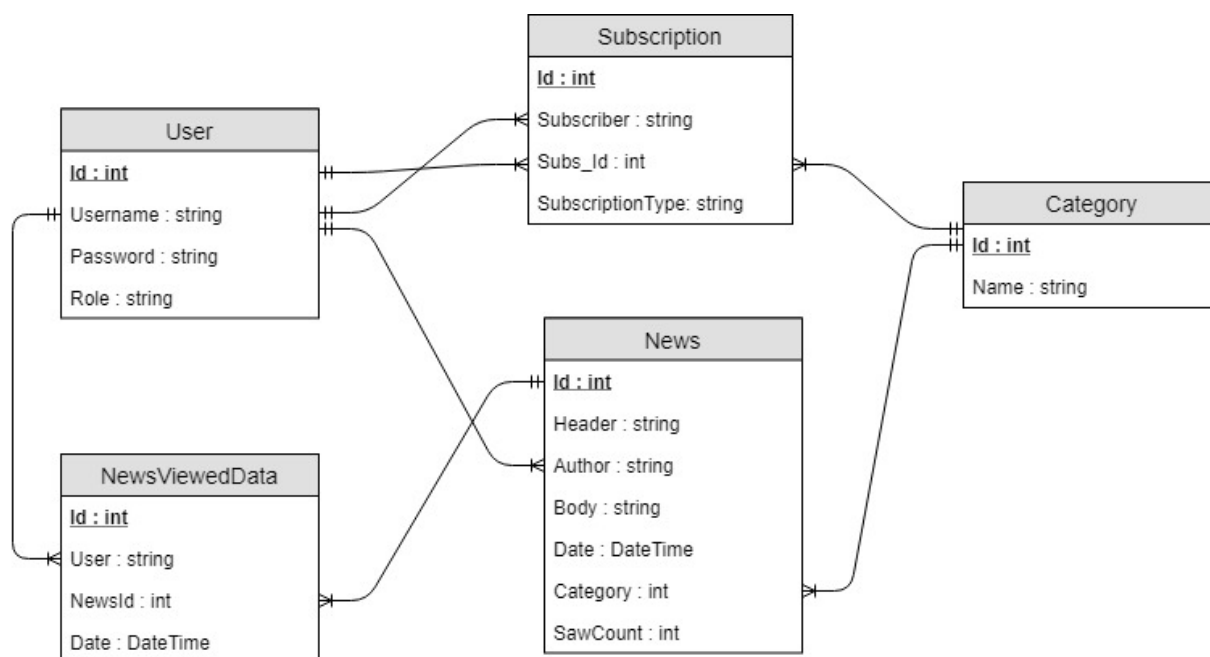 Subscription
Id : int
Subscriber : string
Subs_Id : int
SubscriptionType: string
User
Id : int
Username : string
Password : string
Role : string
Category
Id : int
Name : string
News
Id : int
Header : string
Author : string
Body : string
Date : DateTime
Category : int
SawCount : int
NewsViewedData
Id : int
User : string
NewsId : int
Date : DateTime